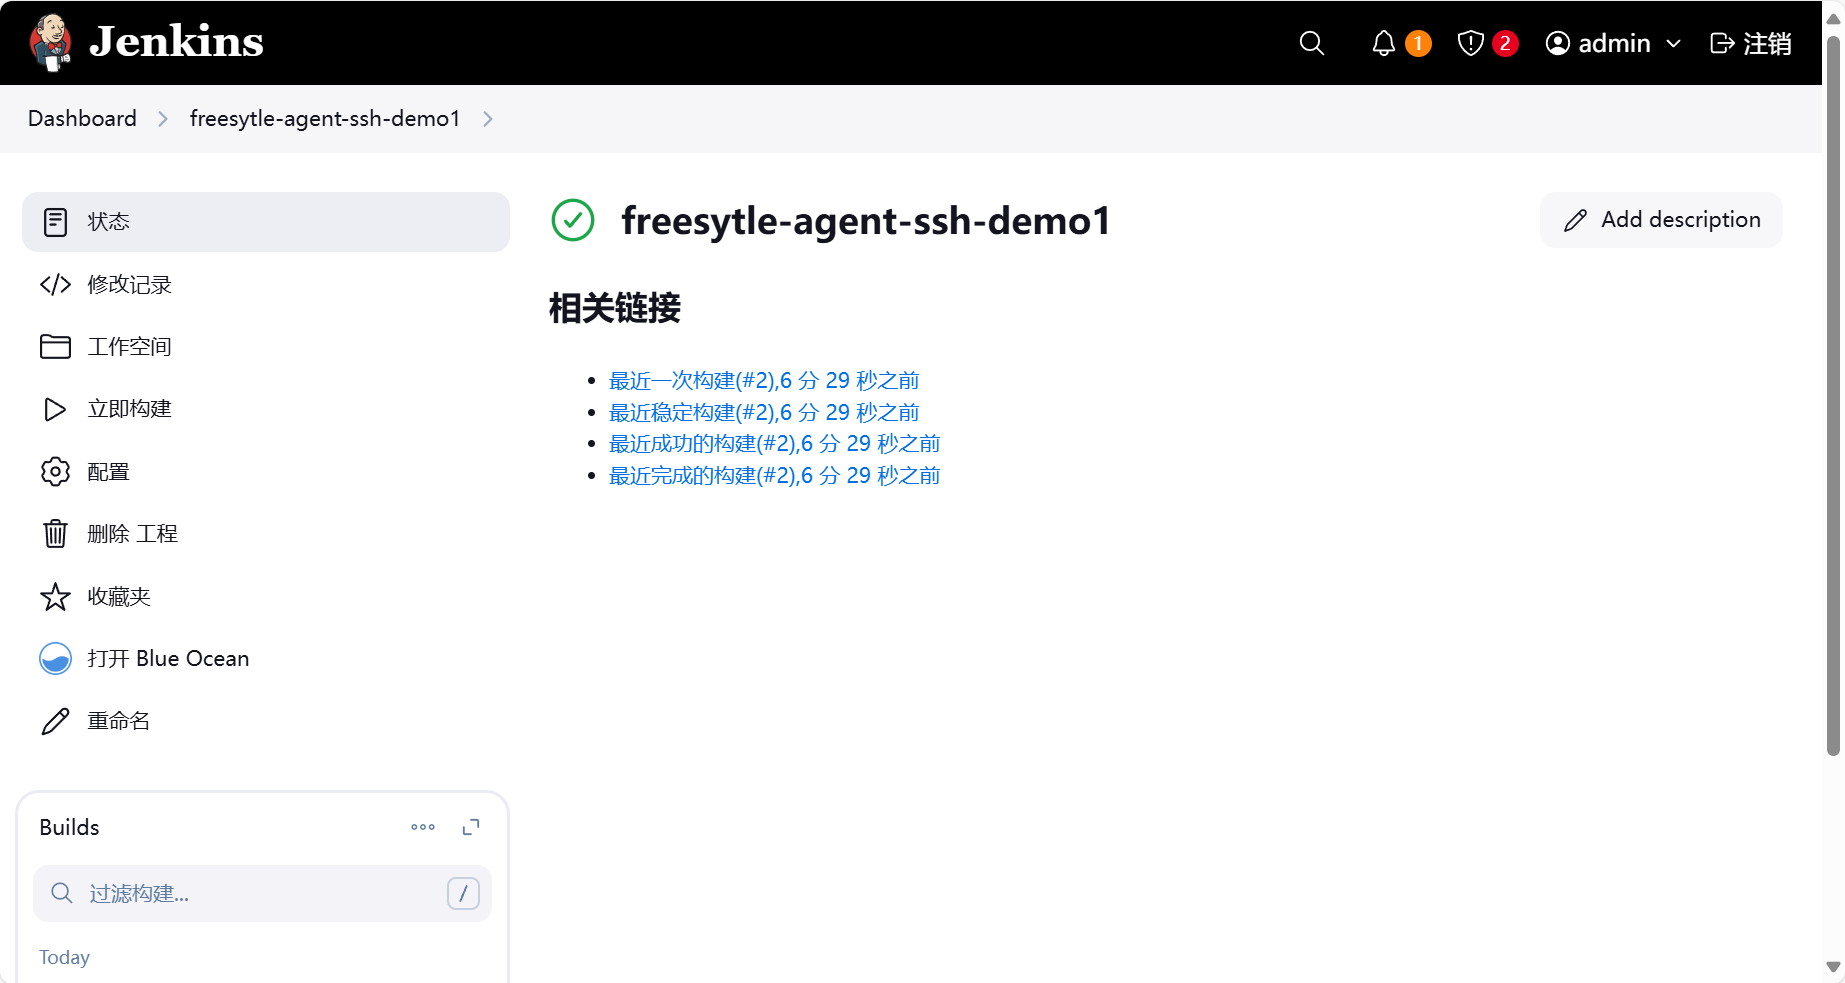 Jenkins
1
2
admin
注销
Dashboard
freesytle-agent-ssh-demo1
状态
修改记录
工作空间
立即构建
配置
删除 工程
收藏夹
打开 Blue Ocean
重命名
Builds
过滤构建...
/
Today
freesytle-agent-ssh-demo1
Add description
相关链接
最近一次构建(#2),6 分 29 秒之前
最近稳定构建(#2),6 分 29 秒之前
最近成功的构建(#2),6 分 29 秒之前
最近完成的构建(#2),6 分 29 秒之前